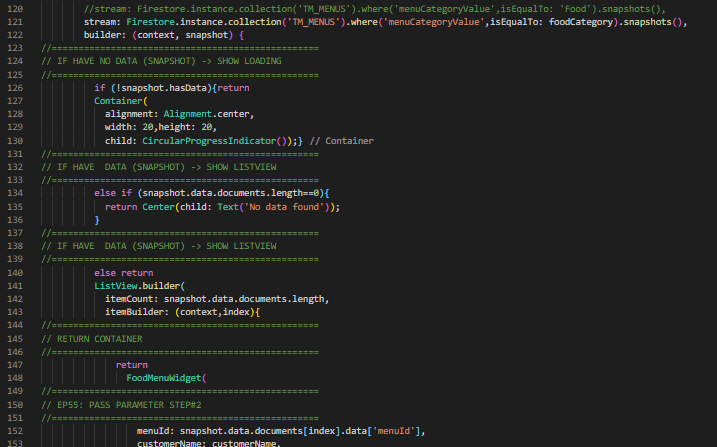 120 //stream: Firestore.instance.collection('TM_MENUS').where('menuCategoryValue',isEqualTo: 'Food').snapshots(),
121 stream: Firestore.instance.collection('TM_MENUS').where('menuCategoryValue',isEqualTo: foodCategory).snapshots(),
122 builder: (context, snapshot) {
123 //===================================================
124 // IF HAVE NO DATA (SNAPSHOT) -> SHOW LOADING
125 //===================================================
126 if (!snapshot.hasData){return
127 Container(
128 alignment: Alignment.center,
129 width: 20,height: 20,
130 child: CircularProgressIndicator());} // Container
131 //===================================================
132 // IF HAVE  DATA (SNAPSHOT) -> SHOW LISTVIEW
133 //===================================================
134 else if (snapshot.data.documents.length==0){
135 return Center(child: Text('No data found'));
136 }
137 //===================================================
138 // IF HAVE  DATA (SNAPSHOT) -> SHOW LISTVIEW
139 //===================================================
140 else return
141 ListView.builder(
142 itemCount: snapshot.data.documents.length,
143 itemBuilder: (context,index){
144 //===================================================
145 // RETURN CONTAINER
146 //===================================================
147 return
148 FoodMenuWidget(
149 //===================================================
150 // EP55: PASS PARAMETER STEP#2
151 //===================================================
152 menuId: snapshot.data.documents[index].data['menuId'],
153 customerName: customerName,